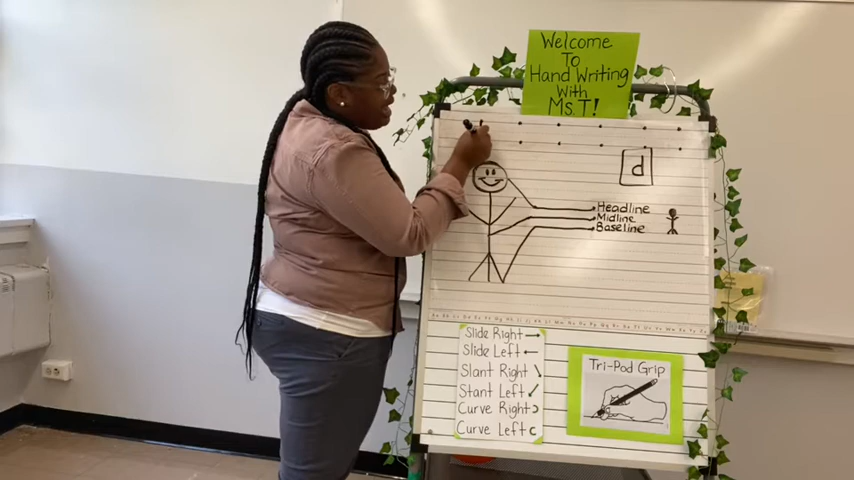 Welcome
To
Hand Writing
With
Ms.T!
d
Headline
Midline
Baseline
Slide Right
Slide Left
Slant Right
Stant Left
Curve Right
Curve Left
Tri-Pod Grip